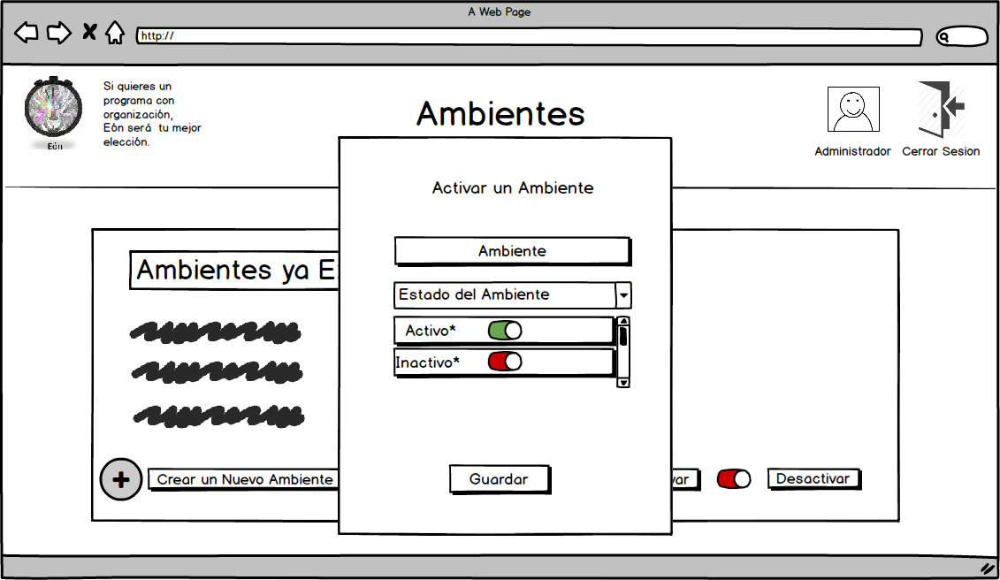 A Web Page
http://
Si quieres un
programa con
organización,
Eón será tu mejor
elección.
Eón
Ambientes
Administrador
Cerrar Sesion
Activar un Ambiente
Ambiente
Ambientes ya
Estado del Ambiente
Activo*
Inactivo*
Crear un Nuevo Ambiente
Guardar
Desactivar